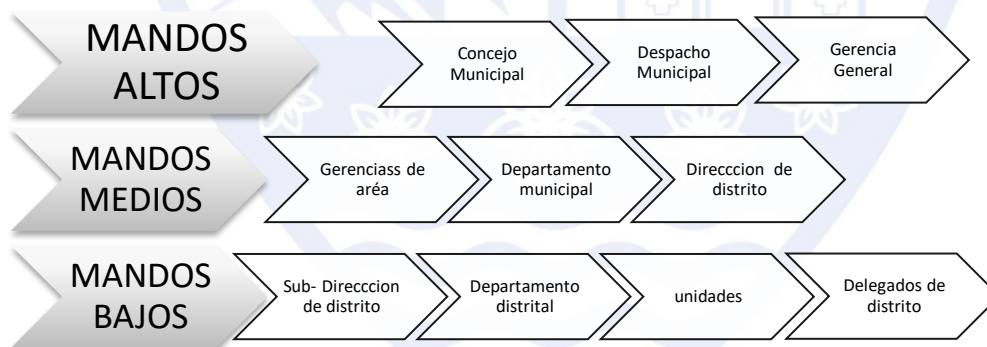 MANDOS
ALTOS
Concejo
Municipal
Despacho
Municipal
Gerencia
General
MANDOS
MEDIOS
Gerenciass de
aréa
Departamento
municipal
Direcccion de
distrito
MANDOS
BAJOS
Sub- Direcccion
de distrito
Departamento
distrital
unidades
Delegados de
distrito